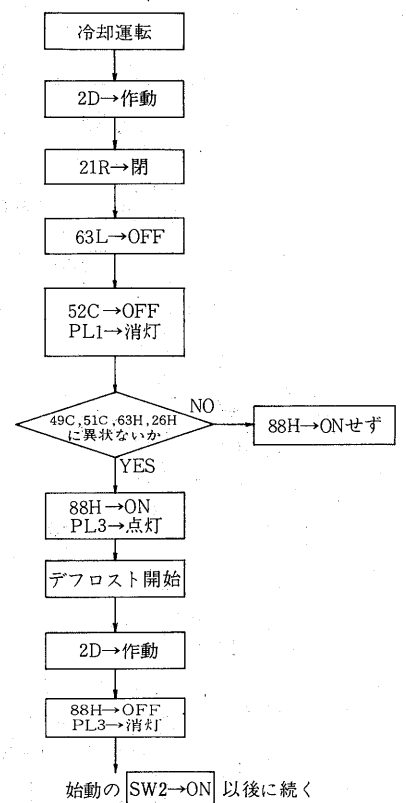 冷却運転
2D→作動
21R→閉
63L→OFF
52C→OFF
PL1→消灯
49C,51C,63H,26H
に異状ないか
NO
88H→ONせず
YES
88H→ON
PL3→点灯
デフロスト開始
2D→作動
88H→OFF
PL3→消灯
始動の SW2→ON 以後に続く